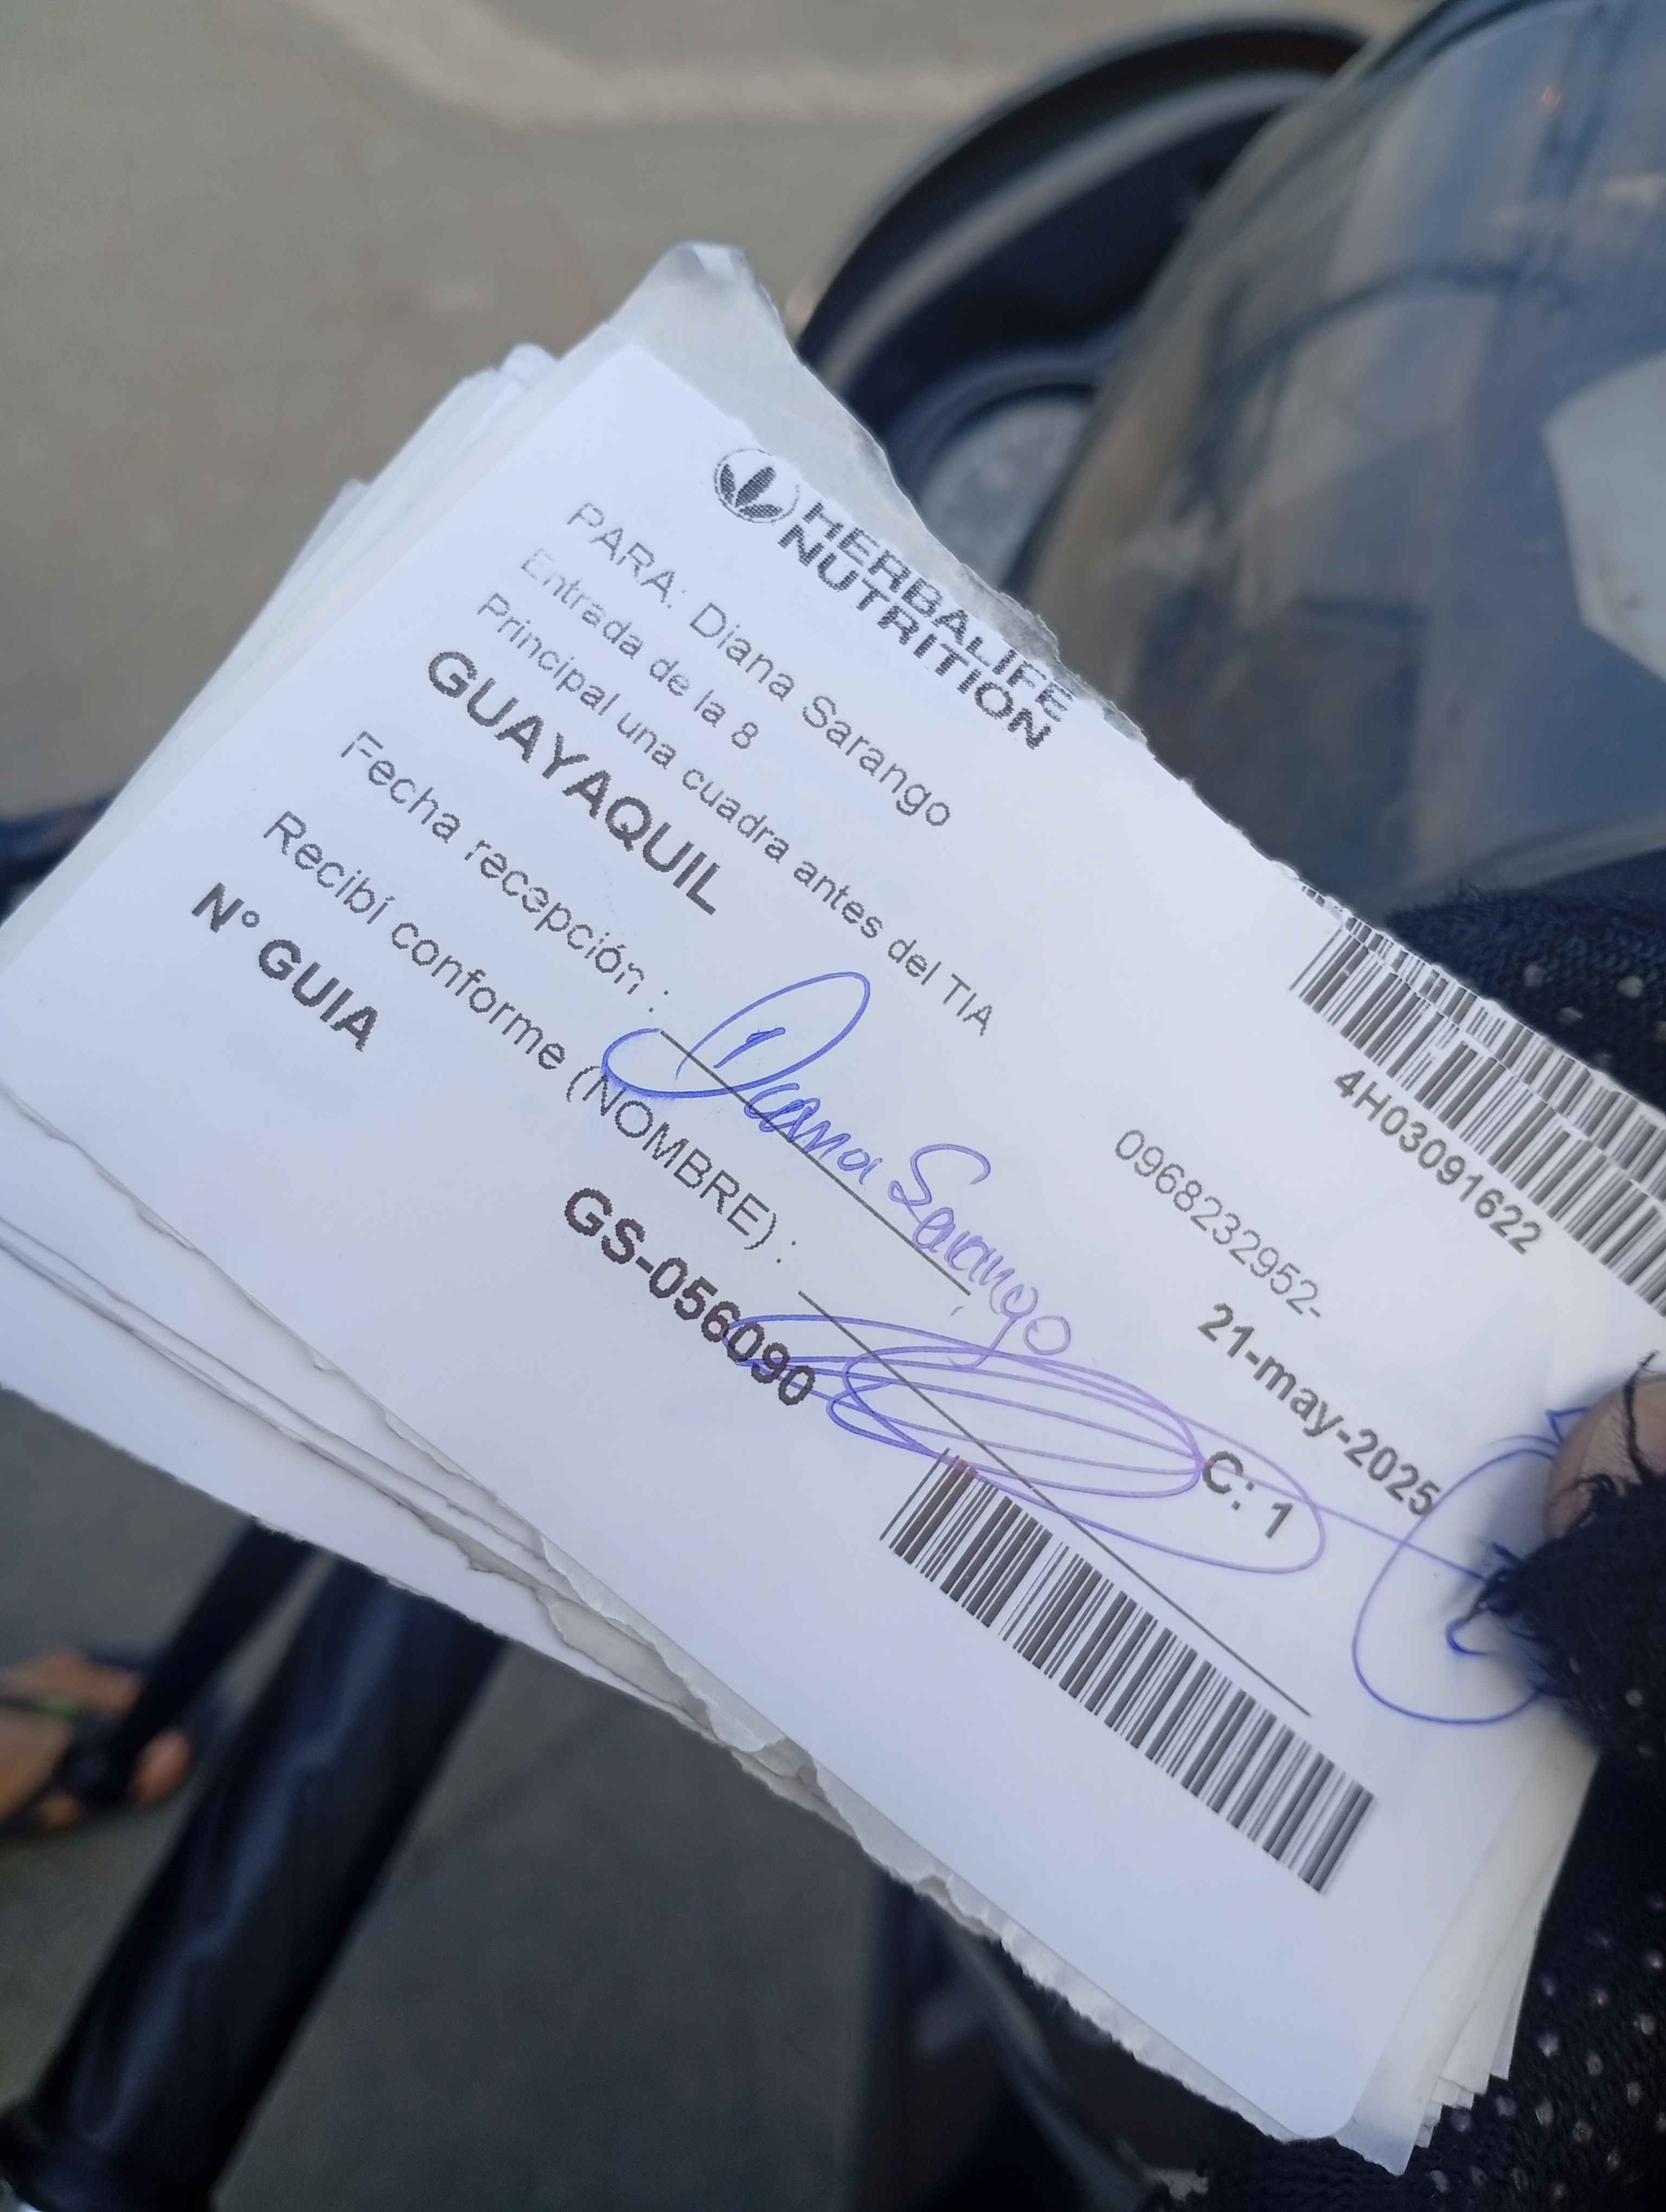 HERBALIFE
NUTRITION
4H03091622
PARA: Diana Sarango
0968232952-
Entrada de la 8
Principal una cuadra antes del TIA
GUAYAQUIL
21-may-2025
Fecha recepción :
Diana Sarango
Recibí conforme (NOMBRE) :
N° GUIA
GS-056090
C: 1